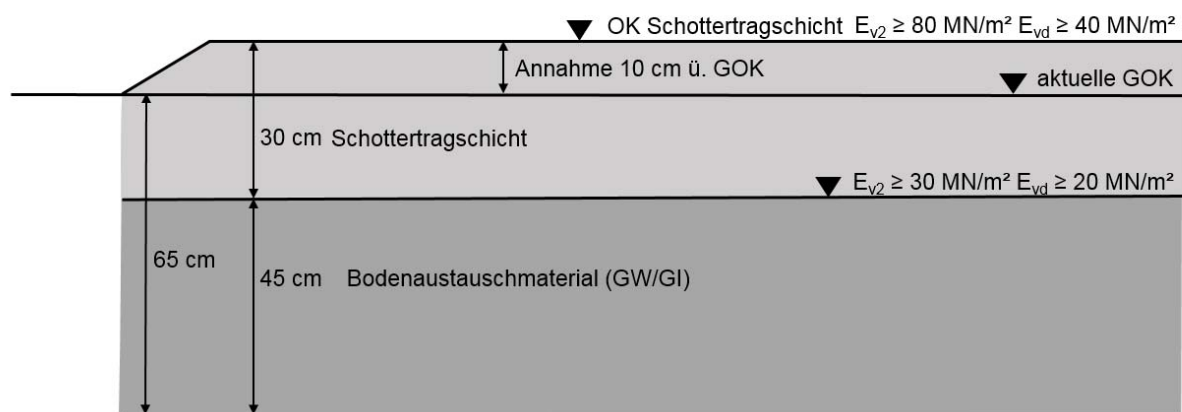 OK Schottertragschicht E_v2 ≥ 80 MN/m² E_vd ≥ 40 MN/m²
Annahme 10 cm ü. GOK
aktuelle GOK
30 cm Schottertragschicht
E_v2 ≥ 30 MN/m² E_vd ≥ 20 MN/m²
65 cm
45 cm Bodenaustauschmaterial (GW/GI)